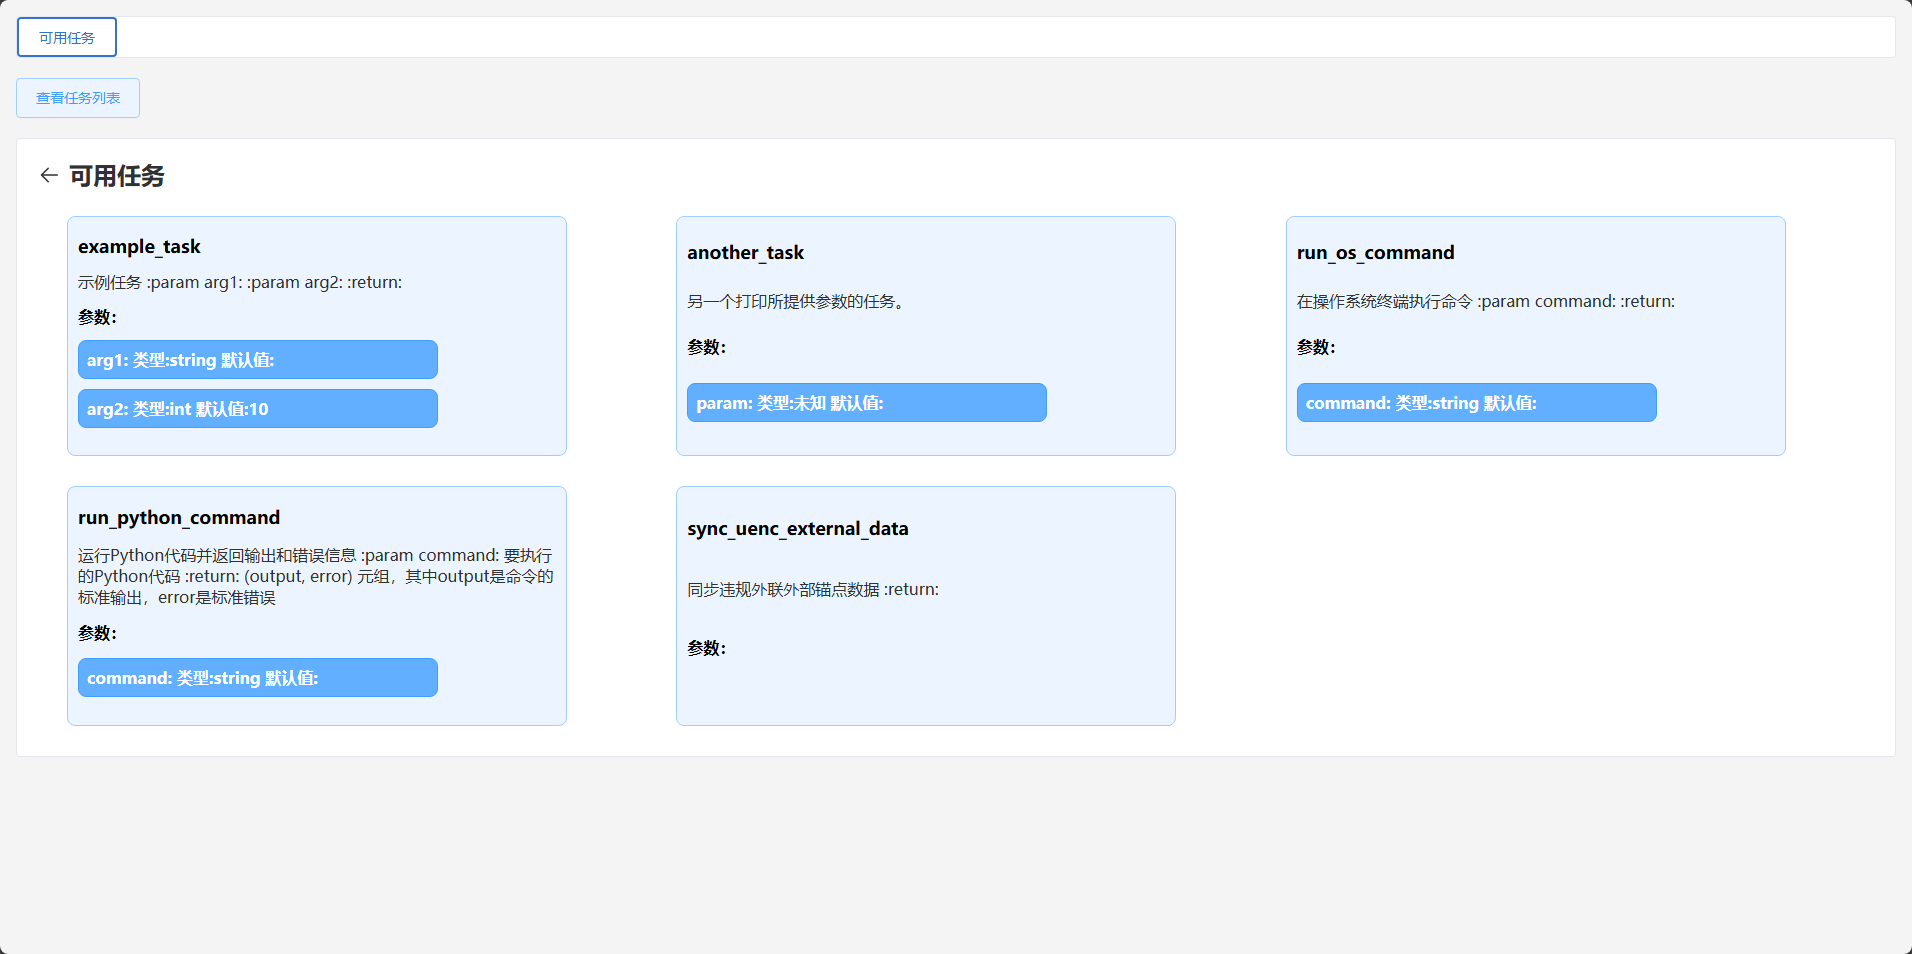 可用任务
查看任务列表
可用任务
example_task
示例任务 :param arg1: :param arg2: :return:
参数：
arg1: 类型:string 默认值:
arg2: 类型:int 默认值:10
another_task
另一个打印所提供参数的任务。
参数：
param: 类型:未知 默认值:
run_os_command
在操作系统终端执行命令 :param command: :return:
参数：
command: 类型:string 默认值:
run_python_command
运行Python代码并返回输出和错误信息 :param command: 要执行
的Python代码 :return: (output, error) 元组，其中output是命令的
标准输出，error是标准错误
参数：
command: 类型:string 默认值:
sync_uenc_external_data
同步违规外联外部锚点数据 :return:
参数：